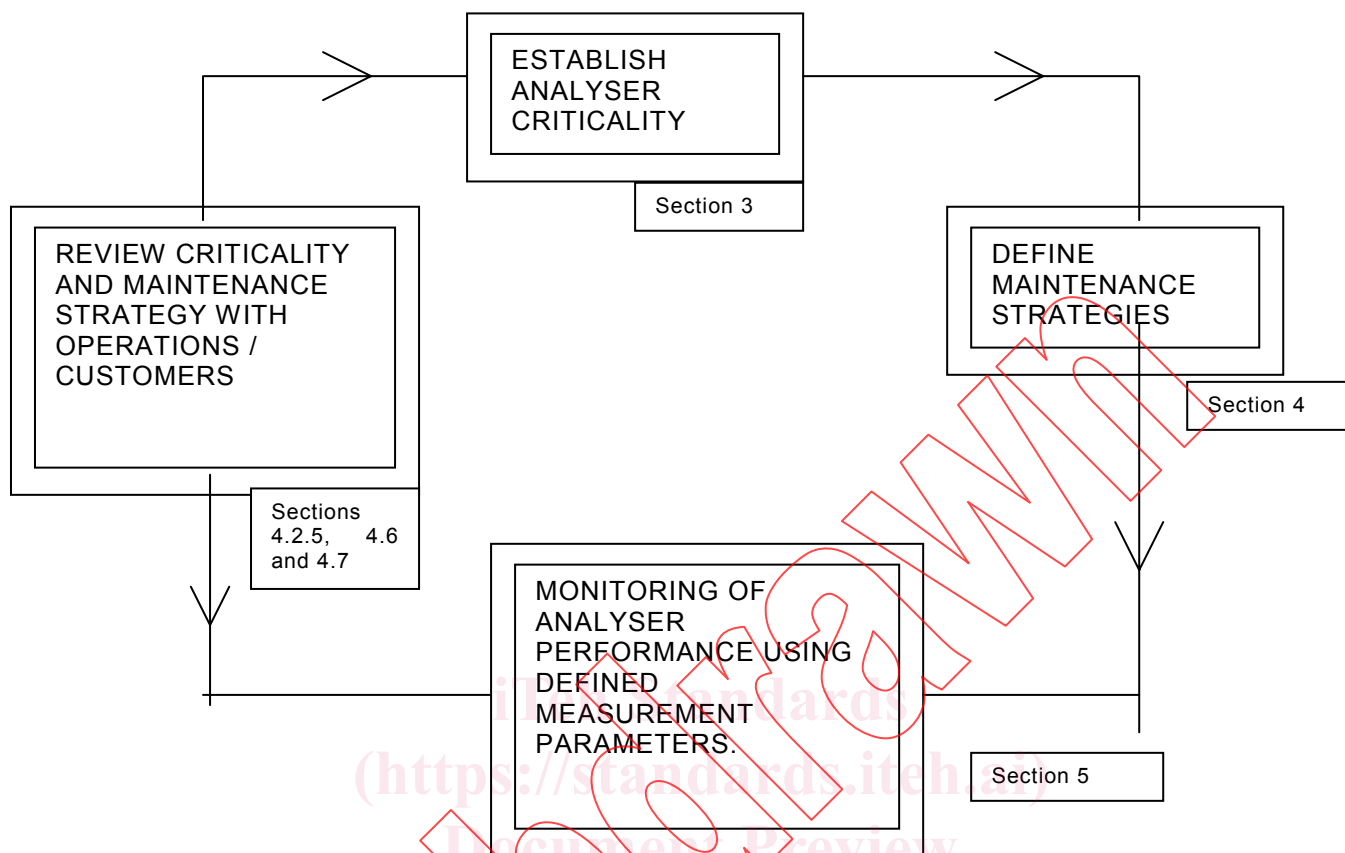 ESTABLISH
ANALYSER
CRITICALITY
Section 3
REVIEW CRITICALITY
AND MAINTENANCE
STRATEGY WITH
OPERATIONS /
CUSTOMERS
Sections
4.2.5, 4.6
and 4.7
DEFINE
MAINTENANCE
STRATEGIES
Section 4
MONITORING OF
ANALYSER
PERFORMANCE USING
DEFINED
MEASUREMENT
PARAMETERS.
Section 5
iTeh Standards
(https://standards.iteh.ai)
Document Preview